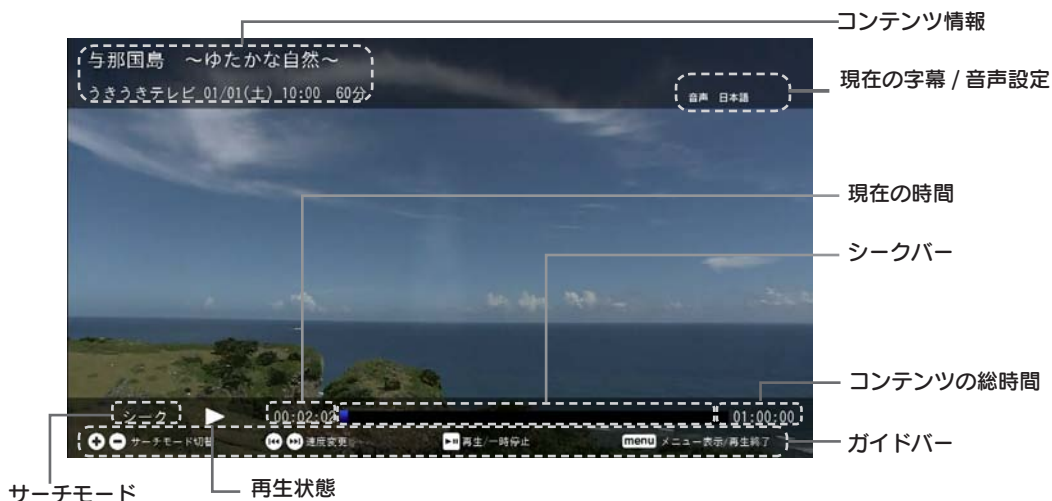 コンテンツ情報
与那国島 ～ゆたかな自然～
うきうきテレビ 01/01(土) 10:00 60分
現在の字幕 / 音声設定
音声 日本語
現在の時間
シークバー
コンテンツの総時間
シーク 00:02:02 01:00:00
サーチモード切替 速度変更 再生/一時停止 menu メニュー表示/再生終了
ガイドバー
サーチモード
再生状態